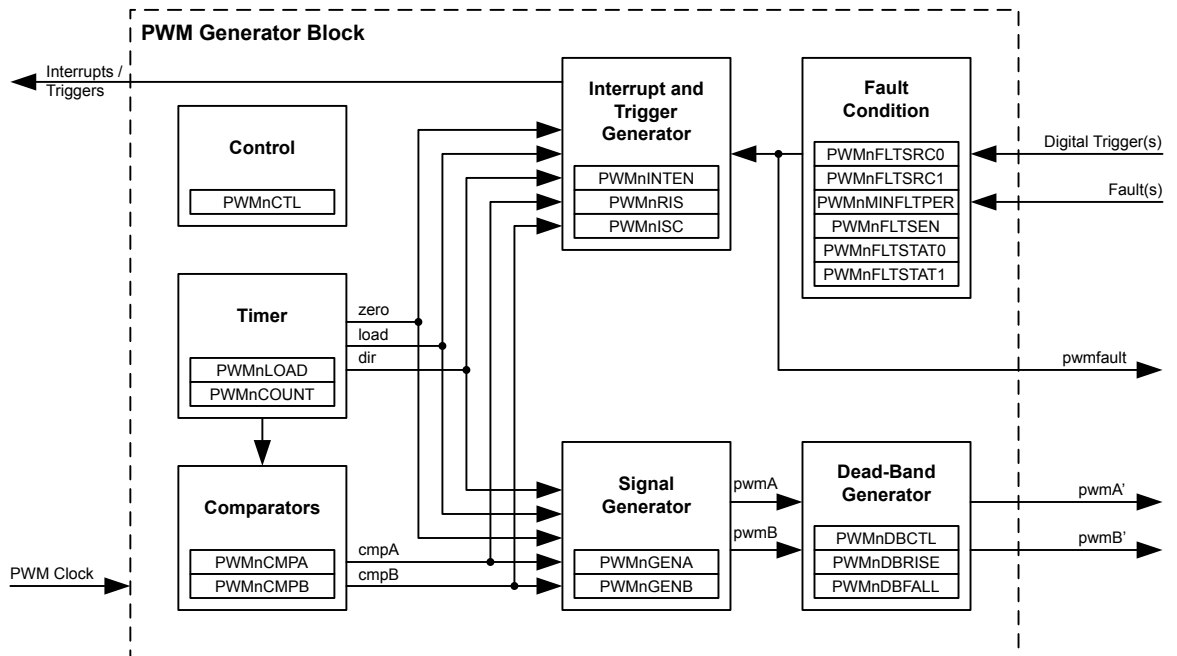 PWM Generator Block
Interrupts /
Triggers
Control
PWMnCTL
Interrupt and
Trigger
Generator
PWMnINTEN
PWMnRIS
PWMnISC
Fault
Condition
PWMnFLTSRC0
PWMnFLTSRC1
PWMnMINFLTPER
PWMnFLTSEN
PWMnFLTSTAT0
PWMnFLTSTAT1
Digital Trigger(s)
Fault(s)
Timer
PWMnLOAD
PWMnCOUNT
zero
load
dir
pwmfault
Comparators
PWMnCMPA
PWMnCMPB
cmpA
cmpB
PWM Clock
Signal
Generator
PWMnGENA
PWMnGENB
pwmA
pwmB
Dead-Band
Generator
PWMnDBCTL
PWMnDBRISE
PWMnDBFALL
pwmA’
pwmB’